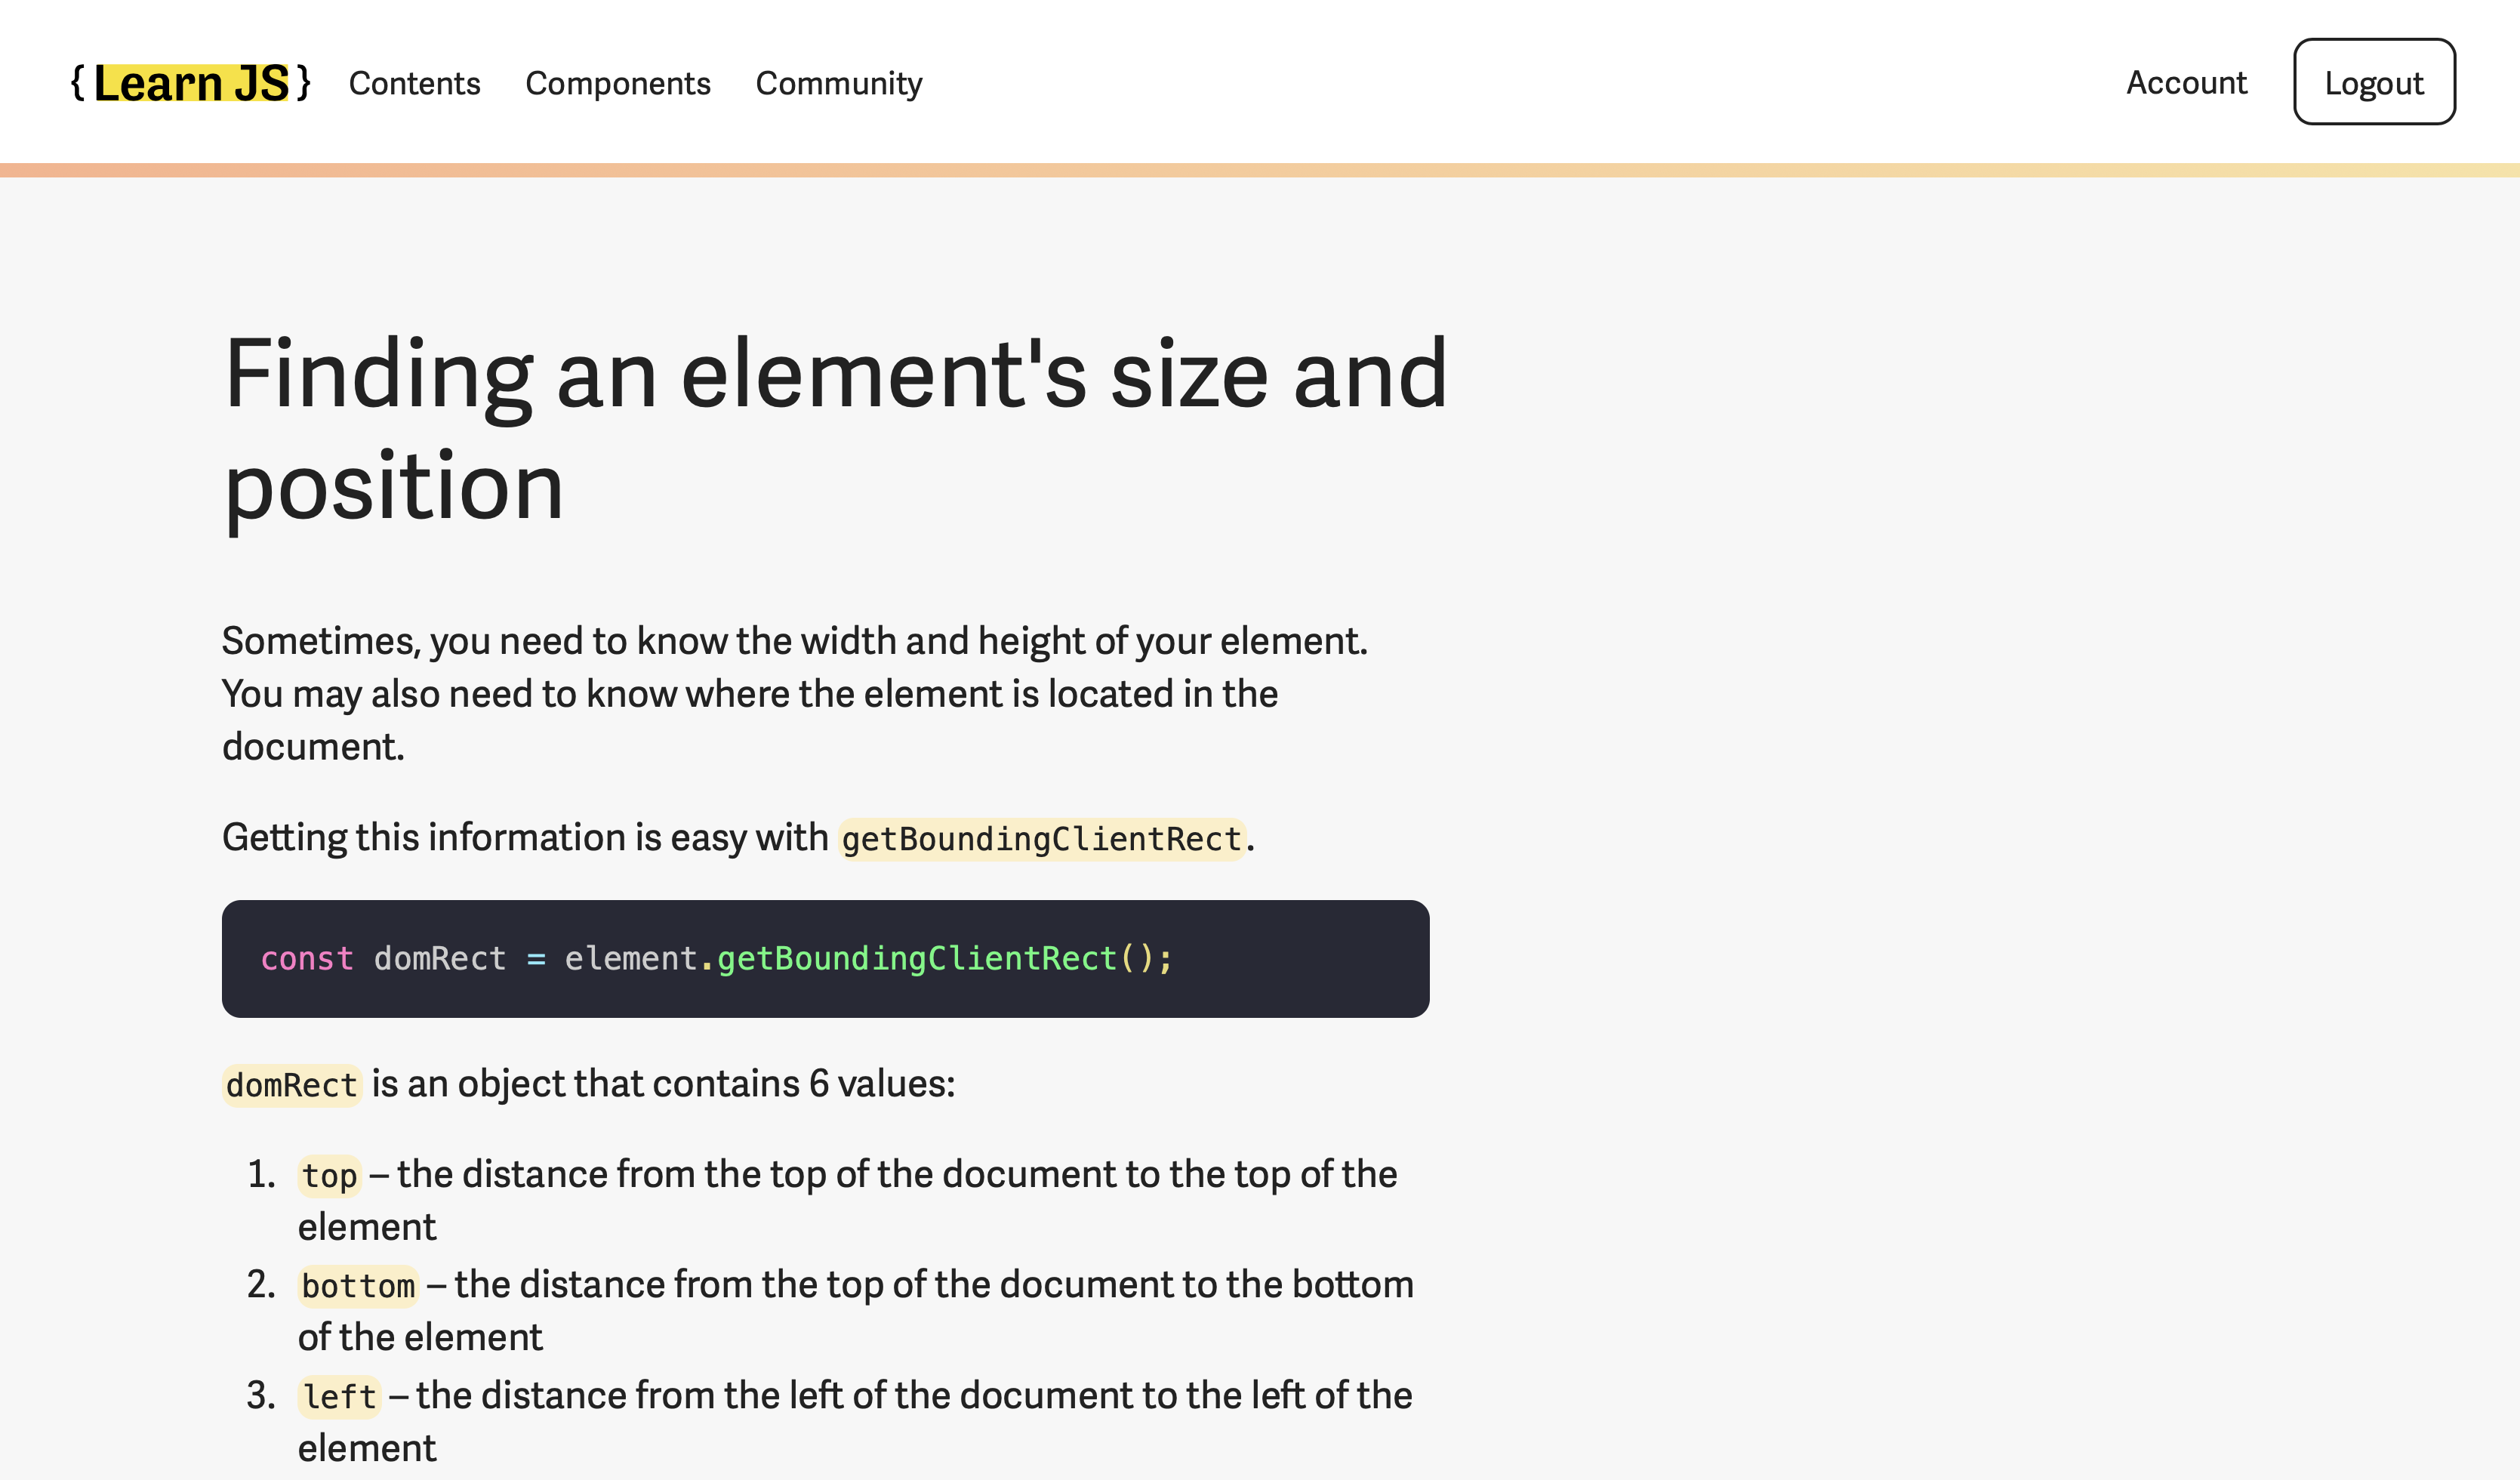 { Learn JS } Contents Components Community Account Logout
Finding an element's size and
position
Sometimes, you need to know the width and height of your element.
You may also need to know where the element is located in the
document.
Getting this information is easy with getBoundingClientRect.
const domRect = element.getBoundingClientRect();
domRect is an object that contains 6 values:
1. top – the distance from the top of the document to the top of the
element
2. bottom – the distance from the top of the document to the bottom
of the element
3. left – the distance from the left of the document to the left of the
element